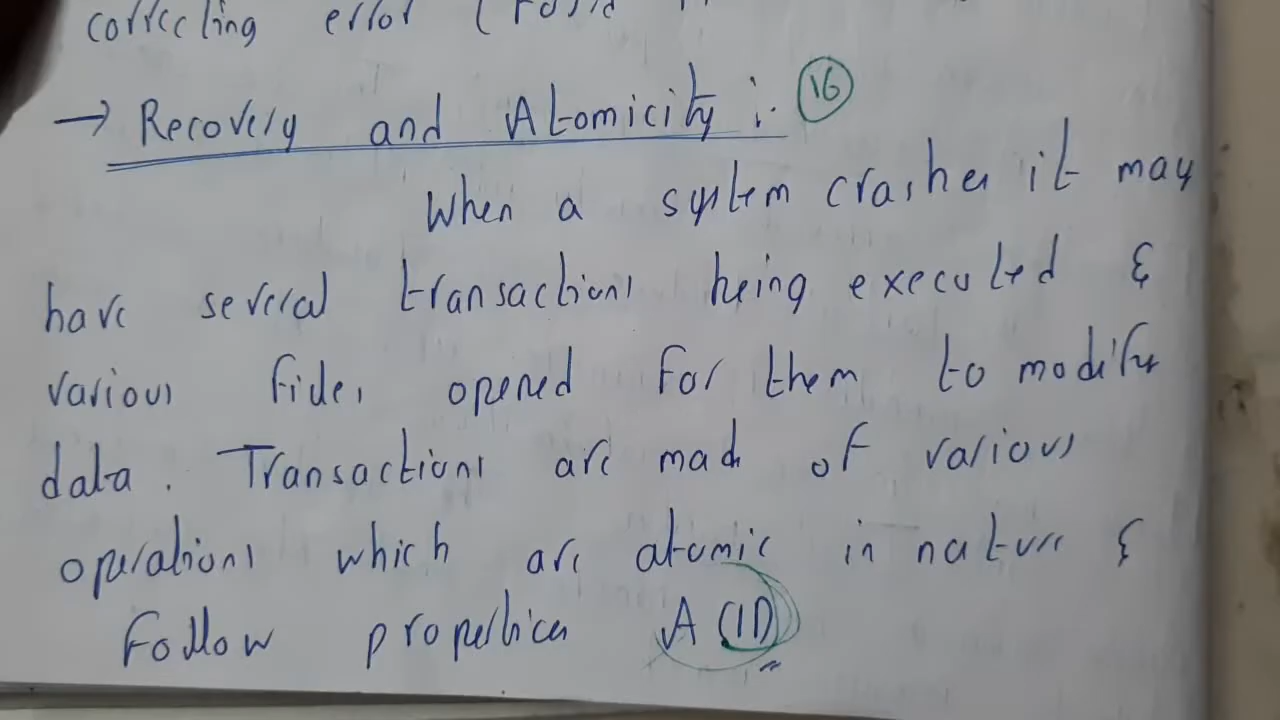 correcting error (
→ Recovery and Atomicity :- 16
When a system crashes it may
have several transactions being executed &
various files opened for them to modify
data. Transactions are made of various
operations which are atomic in nature &
Follow properties ACID